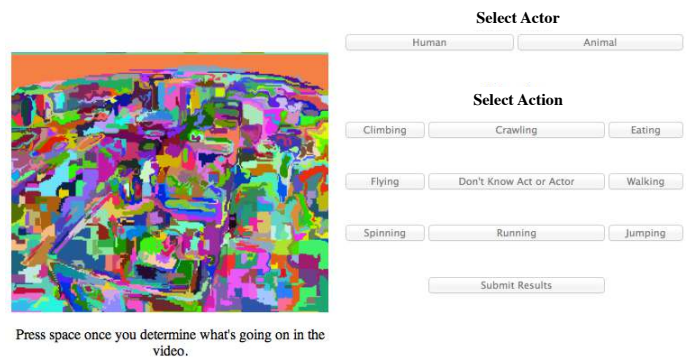 Select Actor
Human Animal
Select Action
Climbing Crawling Eating
Flying Don't Know Act or Actor Walking
Spinning Running Jumping
Submit Results
Press space once you determine what's going on in the
video.